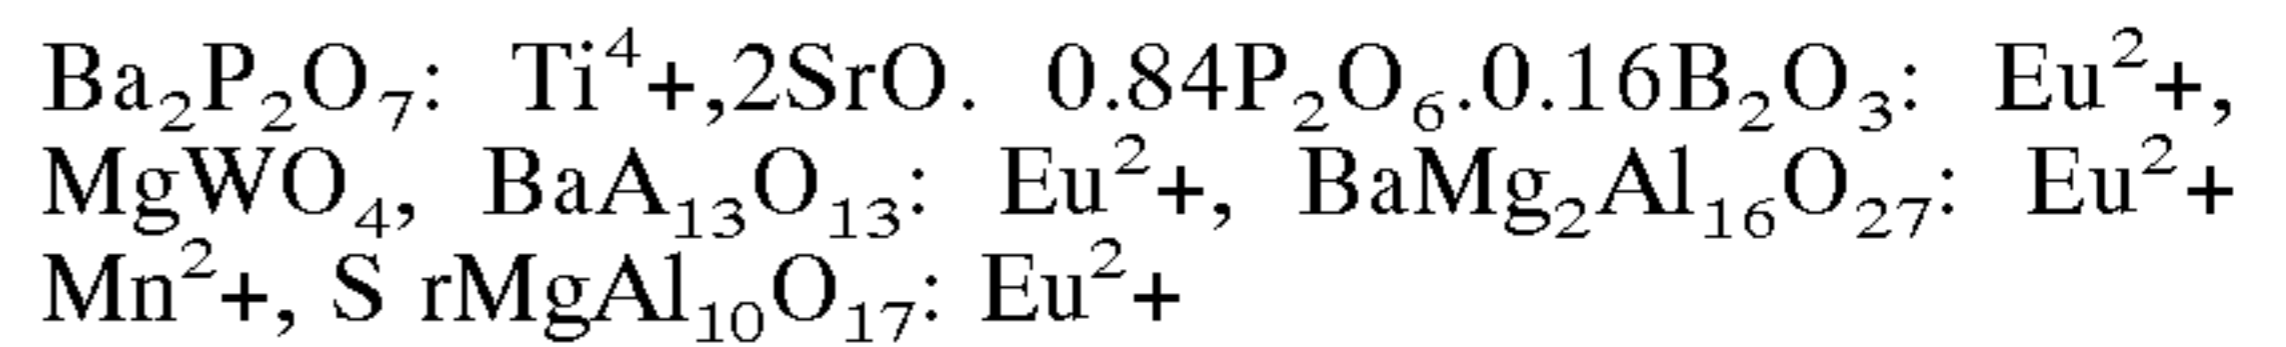 Ba₂P₂O₇: Ti⁴+,2SrO. 0.84P₂O₆.0.16B₂O₃: Eu²+,
MgWO₄, BaA₁₃O₁₃: Eu²+, BaMg₂Al₁₆O₂₇: Eu²+
Mn²+, S rMgAl₁₀O₁₇: Eu²+